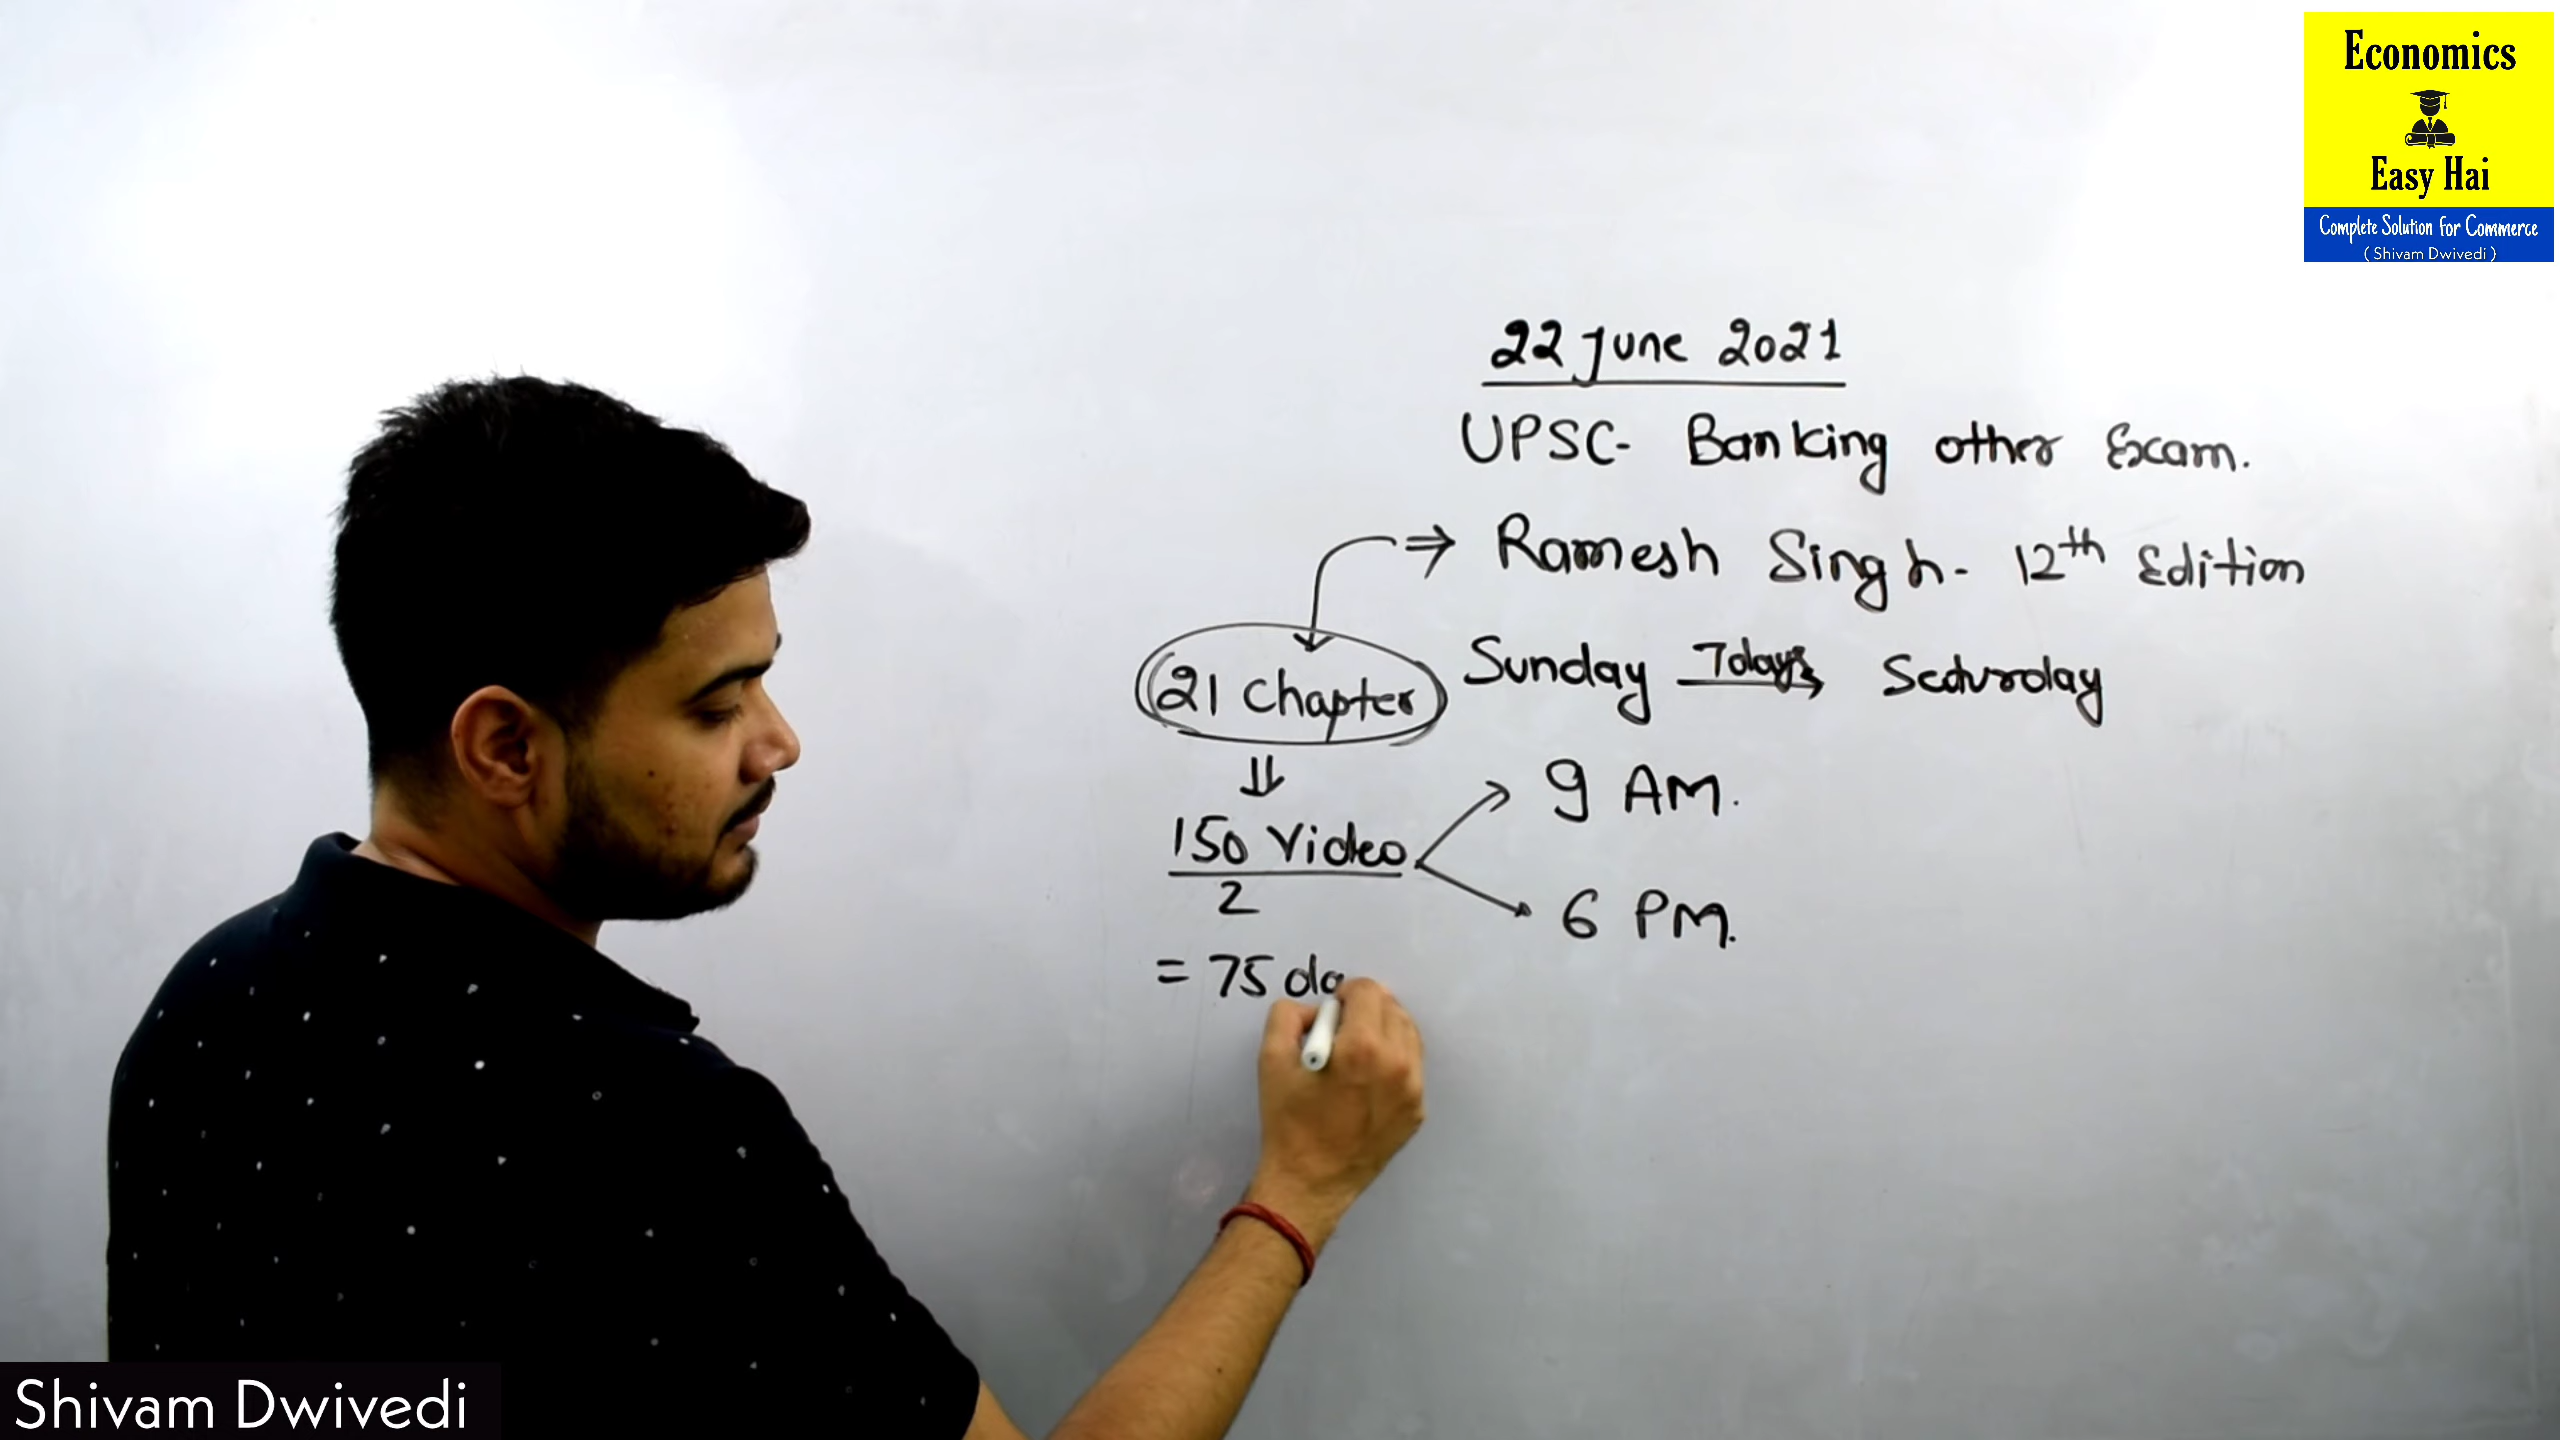 Economics
Easy Hai
Complete Solution for Commerce
( Shivam Dwivedi )
22 June 2021
UPSC- Banking other Exam.
⇒ Ramesh Singh - 12th Edition
21 Chapter
Sunday 7days Saturday
⇓
150 Video
2
9 AM.
6 PM.
= 75 da
Shivam Dwivedi